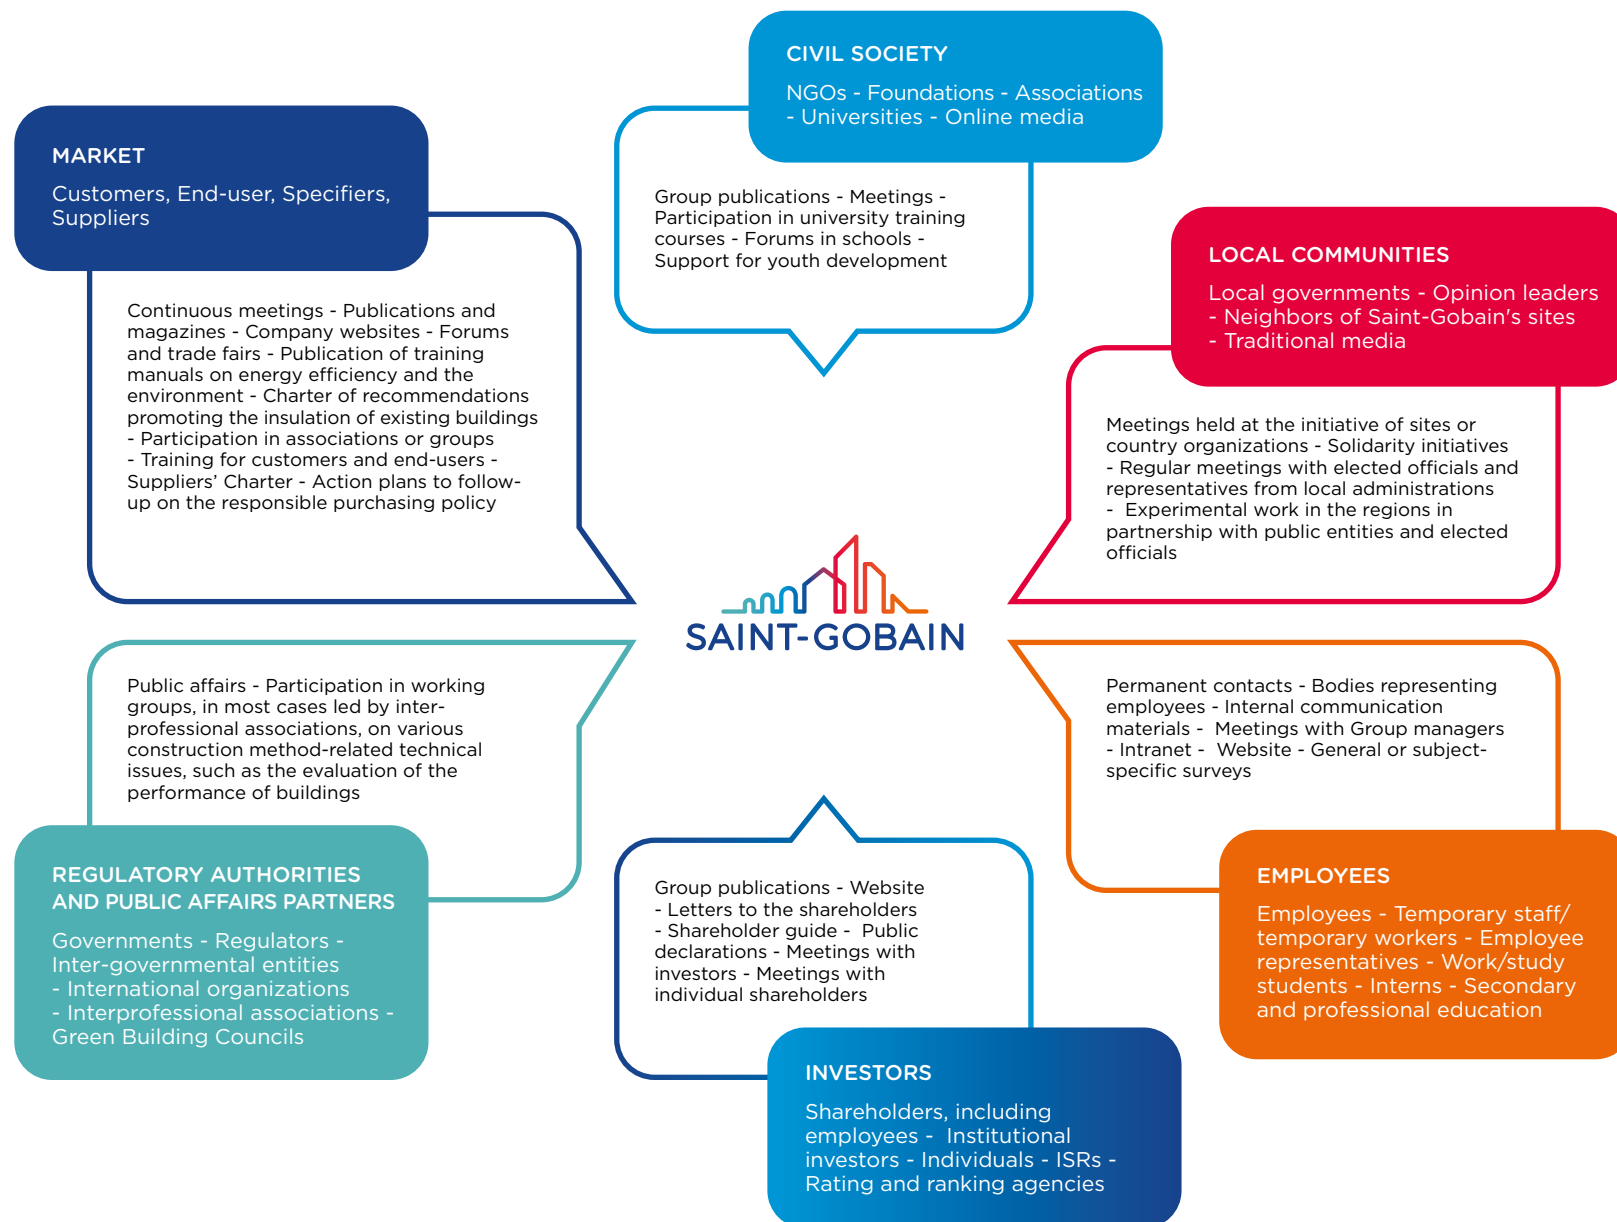 CIVIL SOCIETY
NGOs - Foundations - Associations
- Universities - Online media
Group publications - Meetings -
Participation in university training
courses - Forums in schools -
Support for youth development
MARKET
Customers, End-user, Specifiers,
Suppliers
Continuous meetings - Publications and
magazines - Company websites - Forums
and trade fairs - Publication of training
manuals on energy efficiency and the
environment - Charter of recommendations
promoting the insulation of existing buildings
- Participation in associations or groups
- Training for customers and end-users -
Suppliers’ Charter - Action plans to follow-
up on the responsible purchasing policy
LOCAL COMMUNITIES
Local governments - Opinion leaders
- Neighbors of Saint-Gobain's sites
- Traditional media
Meetings held at the initiative of sites or
country organizations - Solidarity initiatives
- Regular meetings with elected officials and
representatives from local administrations
- Experimental work in the regions in
partnership with public entities and elected
officials
SAINT-GOBAIN
Public affairs - Participation in working
groups, in most cases led by inter-
professional associations, on various
construction method-related technical
issues, such as the evaluation of the
performance of buildings
REGULATORY AUTHORITIES
AND PUBLIC AFFAIRS PARTNERS
Governments - Regulators -
Inter-governmental entities
- International organizations
- Interprofessional associations -
Green Building Councils
Permanent contacts - Bodies representing
employees - Internal communication
materials - Meetings with Group managers
- Intranet - Website - General or subject-
specific surveys
EMPLOYEES
Employees - Temporary staff/
temporary workers - Employee
representatives - Work/study
students - Interns - Secondary
and professional education
Group publications - Website
- Letters to the shareholders
- Shareholder guide - Public
declarations - Meetings with
investors - Meetings with
individual shareholders
INVESTORS
Shareholders, including
employees - Institutional
investors - Individuals - ISRs -
Rating and ranking agencies